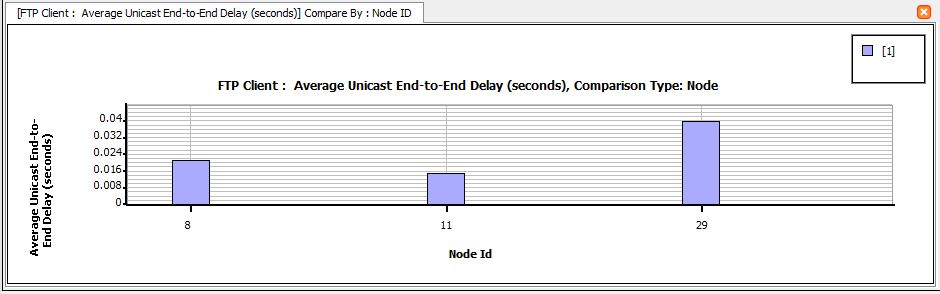 [FTP Client :  Average Unicast End-to-End Delay (seconds)] Compare By : Node ID
[1]
FTP Client :  Average Unicast End-to-End Delay (seconds), Comparison Type: Node
Average Unicast End-to-
End Delay (seconds)
0.04
0.032
0.024
0.016
0.008
0
8
11
29
Node Id